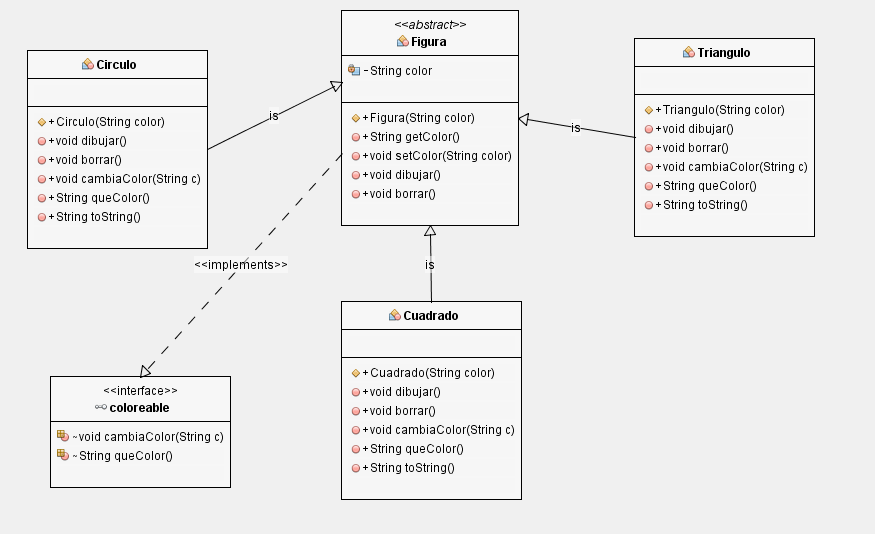 <<abstract>>
Figura
- String color
+ Figura(String color)
+ String getColor()
+ void setColor(String color)
+ void dibujar()
+ void borrar()
Circulo
+ Circulo(String color)
+ void dibujar()
+ void borrar()
+ void cambiaColor(String c)
+ String queColor()
+ String toString()
is
Triangulo
+ Triangulo(String color)
+ void dibujar()
+ void borrar()
+ void cambiaColor(String c)
+ String queColor()
+ String toString()
is
<<implements>>
is
<<interface>>
coloreable
~ void cambiaColor(String c)
~ String queColor()
Cuadrado
+ Cuadrado(String color)
+ void dibujar()
+ void borrar()
+ void cambiaColor(String c)
+ String queColor()
+ String toString()